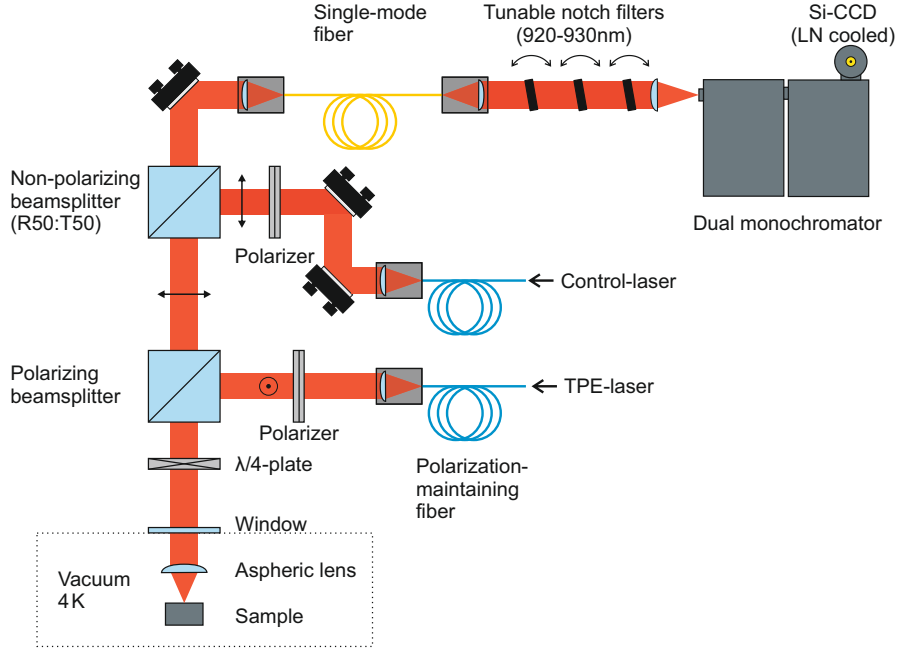 Single-mode
fiber
Tunable notch filters
(920-930nm)
Si-CCD
(LN cooled)
Non-polarizing
beamsplitter
(R50:T50)
Polarizer
Dual monochromator
Control-laser
Polarizing
beamsplitter
TPE-laser
Polarizer
λ/4-plate
Polarization-
maintaining
fiber
Window
Vacuum
4K
Aspheric lens
Sample